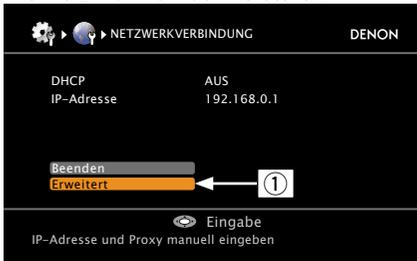 NETZWERKVERBINDUNG DENON
DHCP AUS
IP-Adresse 192.168.0.1
Beenden
Erweitert ①
Eingabe
IP-Adresse und Proxy manuell eingeben